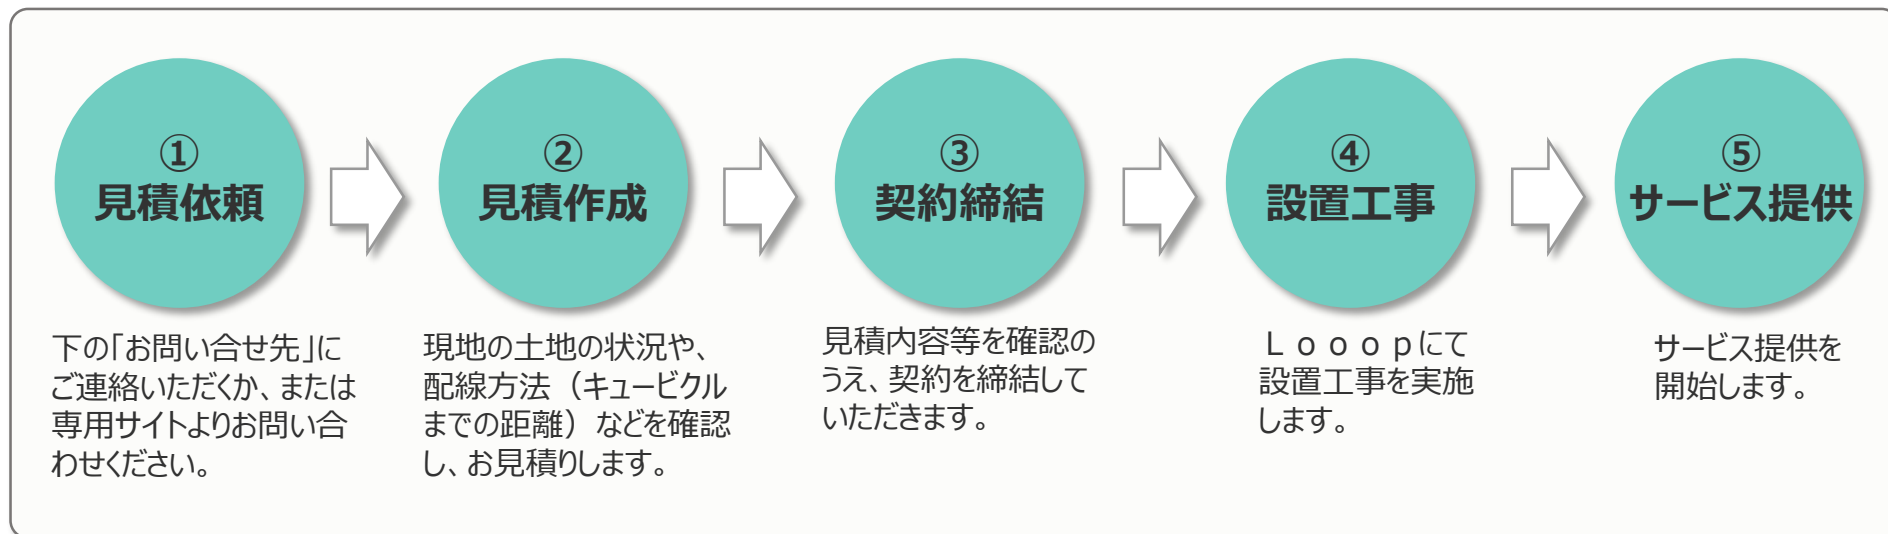 ①
見積依頼
下の「お問い合せ先」に
ご連絡いただくか、または
専用サイトよりお問い合
わせください。
②
見積作成
現地の土地の状況や、
配線方法（キュービクル
までの距離）などを確認
し、お見積りします。
③
契約締結
見積内容等を確認の
うえ、契約を締結して
いただきます。
④
設置工事
Ｌｏｏｏｐにて
設置工事を実施
します。
⑤
サービス提供
サービス提供を
開始します。